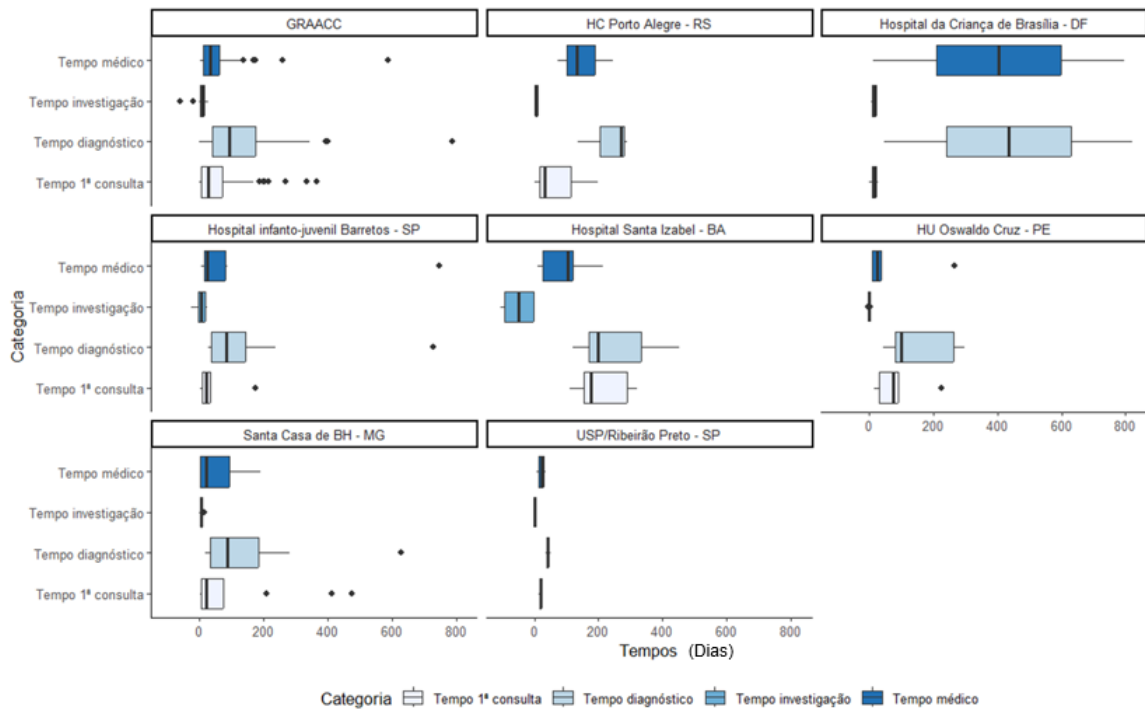 GRAACC
HC Porto Alegre - RS
Hospital da Criança de Brasília - DF
Tempo médico
Tempo investigação
Tempo diagnóstico
Tempo 1ª consulta
Hospital infanto-juvenil Barretos - SP
Hospital Santa Izabel - BA
HU Oswaldo Cruz - PE
Tempo médico
Tempo investigação
Tempo diagnóstico
Tempo 1ª consulta
0 200 400 600 800
Santa Casa de BH - MG
USP/Ribeirão Preto - SP
Tempo médico
Tempo investigação
Tempo diagnóstico
Tempo 1ª consulta
0 200 400 600 800
0 200 400 600 800
Categoria
Tempos (Dias)
Categoria Tempo 1ª consulta Tempo diagnóstico Tempo investigação Tempo médico